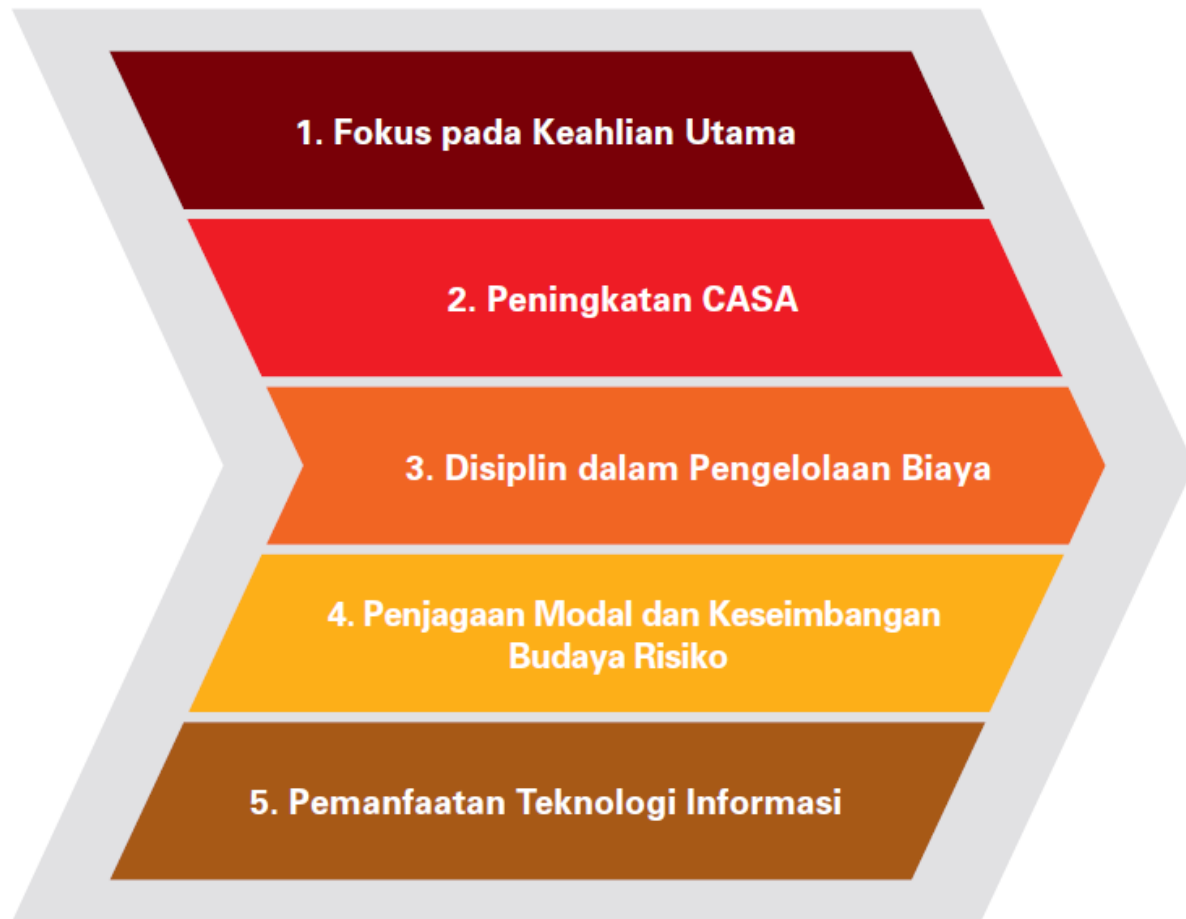 1. Fokus pada Keahlian Utama
2. Peningkatan CASA
3. Disiplin dalam Pengelolaan Biaya
4. Penjagaan Modal dan Keseimbangan
Budaya Risiko
5. Pemanfaatan Teknologi Informasi